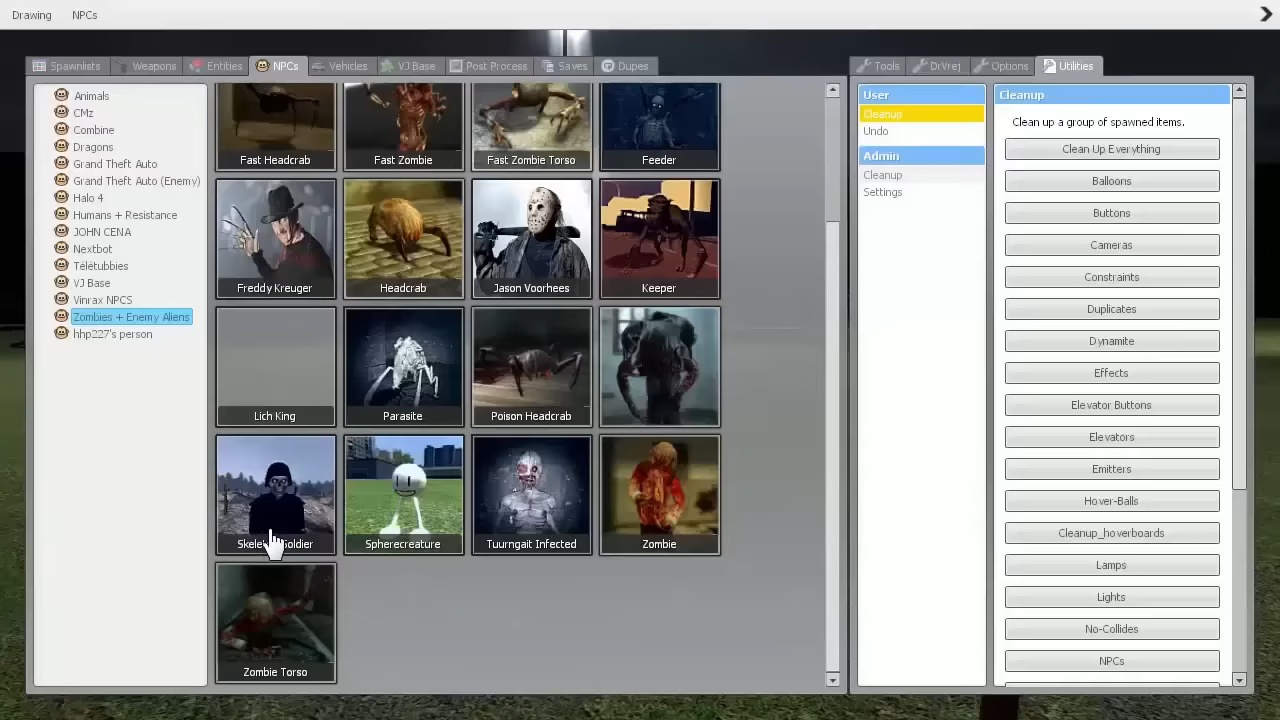 Drawing NPCs
Spawnlists Weapons Entities NPCs Vehicles VJ Base Post Process Saves Dupes
Tools DrVrej Options Utilities
Animals
CMz
Combine
Dragons
Grand Theft Auto
Grand Theft Auto (Enemy)
Halo 4
Humans + Resistance
JOHN CENA
Nextbot
Télétubbies
VJ Base
Vinrax NPCS
Zombies + Enemy Aliens
hhp227's person
Fast Headcrab
Fast Zombie
Fast Zombie Torso
Feeder
Freddy Kreuger
Headcrab
Jason Voorhees
Keeper
Lich King
Parasite
Poison Headcrab
Spherecreature
Tuurngait Infected
Zombie
Zombie Torso
User
Cleanup
Undo
Admin
Cleanup
Settings
Cleanup
Clean up a group of spawned items.
Clean Up Everything
Balloons
Buttons
Cameras
Constraints
Duplicates
Dynamite
Effects
Elevator Buttons
Elevators
Emitters
Hover-Balls
Cleanup_hoverboards
Lamps
Lights
No-Collides
NPCs